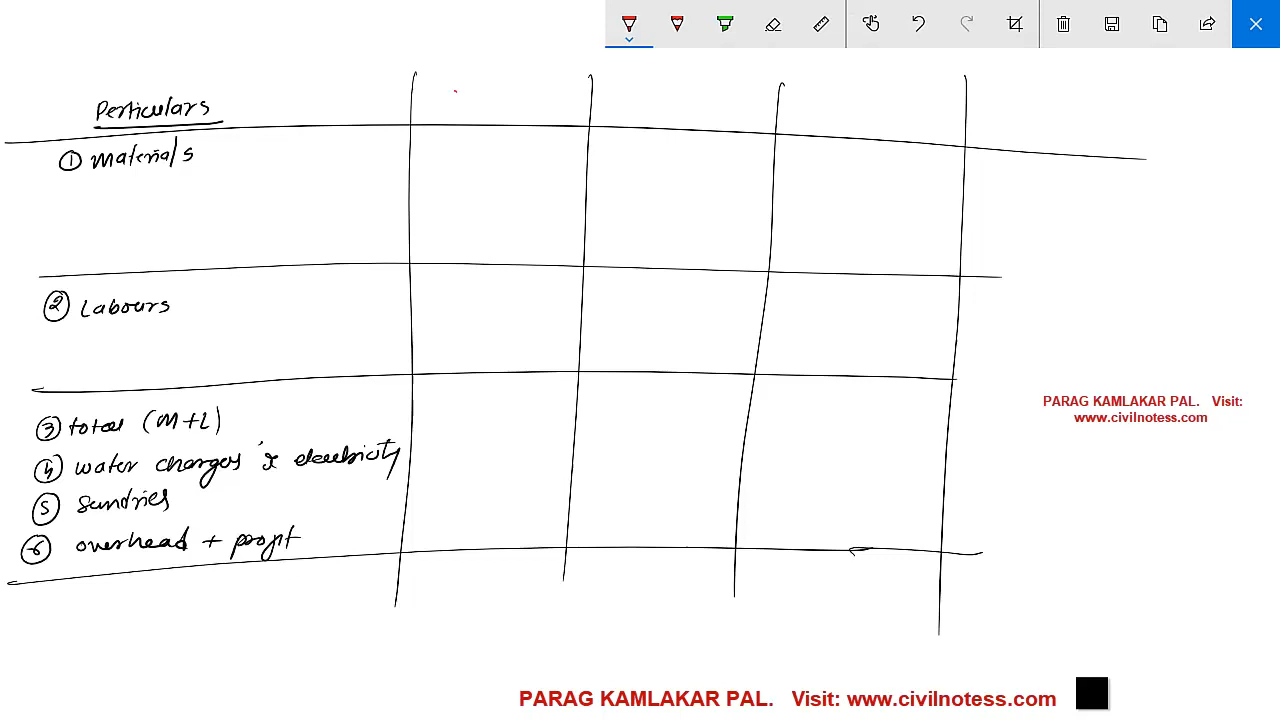 Perticulars
① Materials
② Labours
③ total (M+L)
④ water charges & electricity
⑤ Sundries
⑥ overhead + profit
PARAG KAMLAKAR PAL. Visit:
www.civilnotess.com
PARAG KAMLAKAR PAL. Visit: www.civilnotess.com